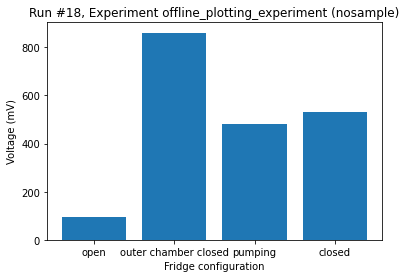 Run #18, Experiment offline_plotting_experiment (nosample)
800
600
400
200
0
Voltage (mV)
open outer chamber closed pumping closed
Fridge configuration